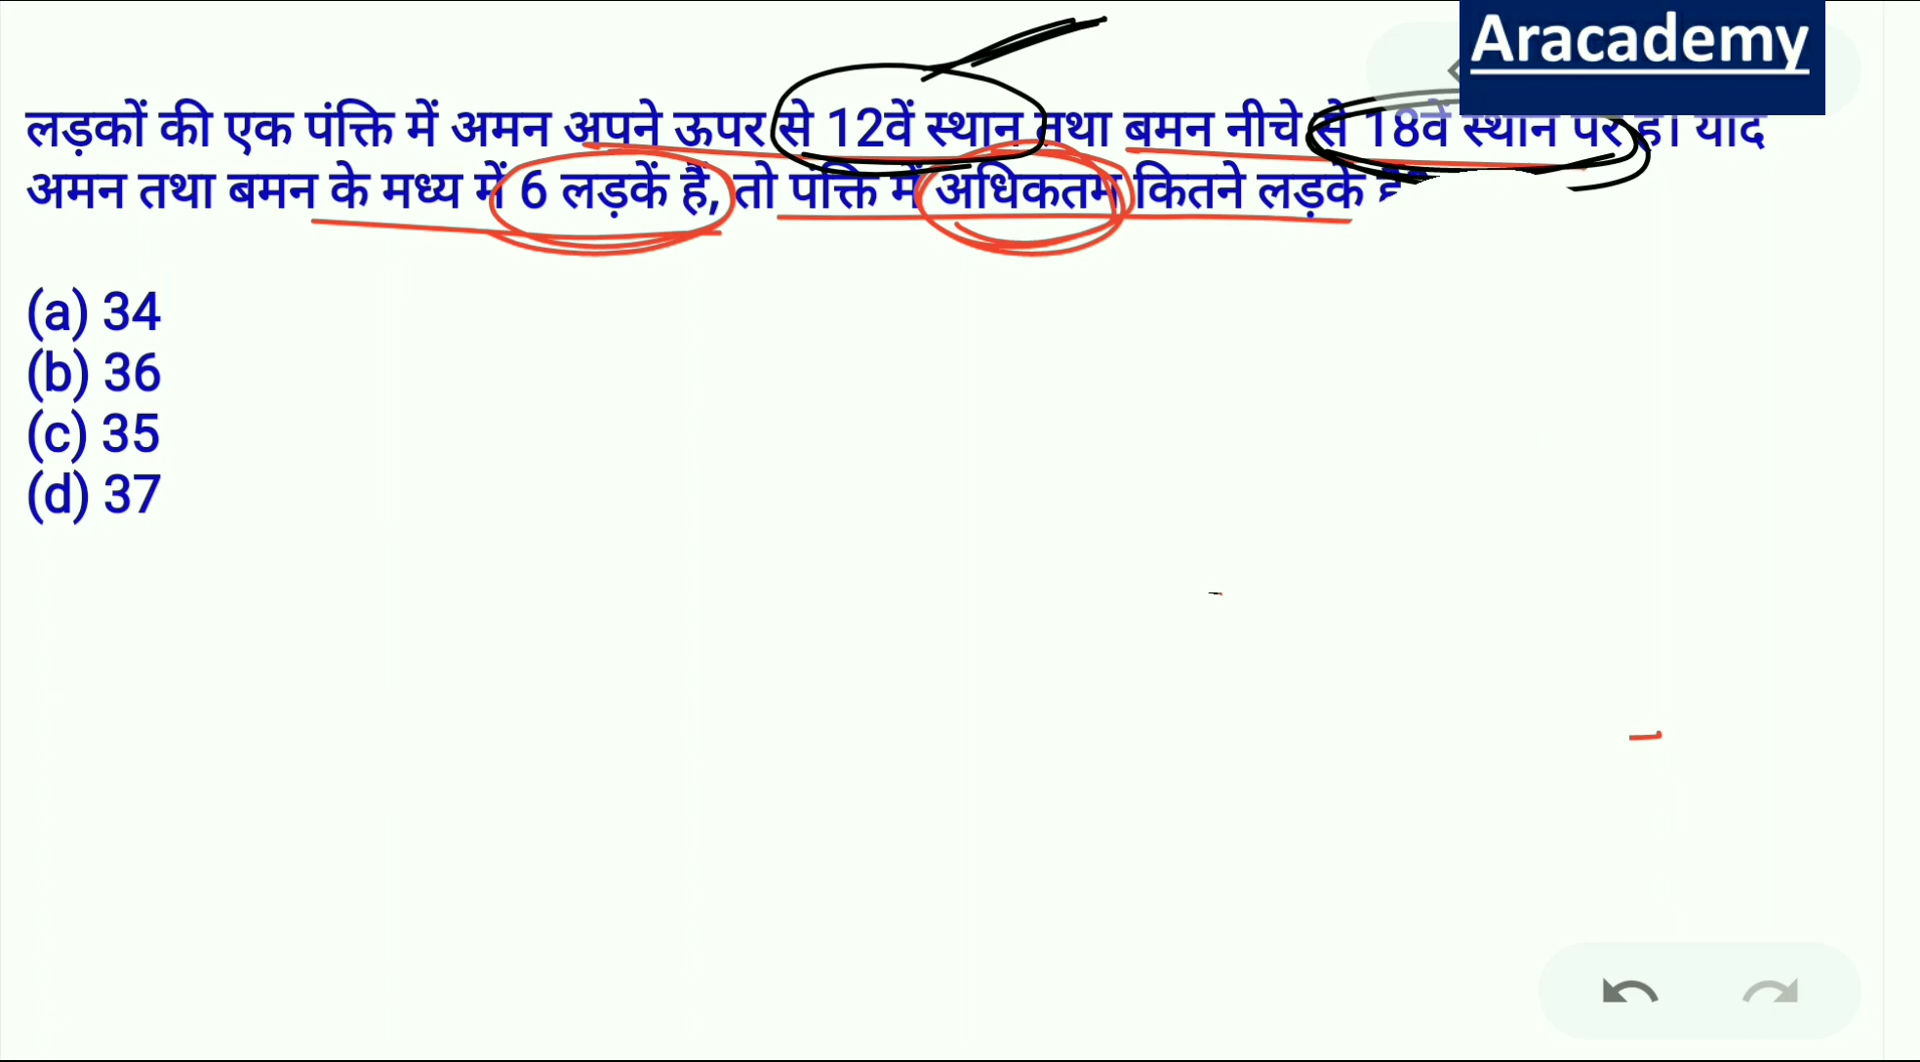 Aracademy
लड़कों की एक पंक्ति में अमन अपने ऊपर से 12वें स्थान तथा बमन नीचे से 18वें स्थान पर है। यदि
अमन तथा बमन के मध्य में 6 लड़कें है, तो पंक्ति में अधिकतम कितने लड़के
(a) 34
(b) 36
(c) 35
(d) 37